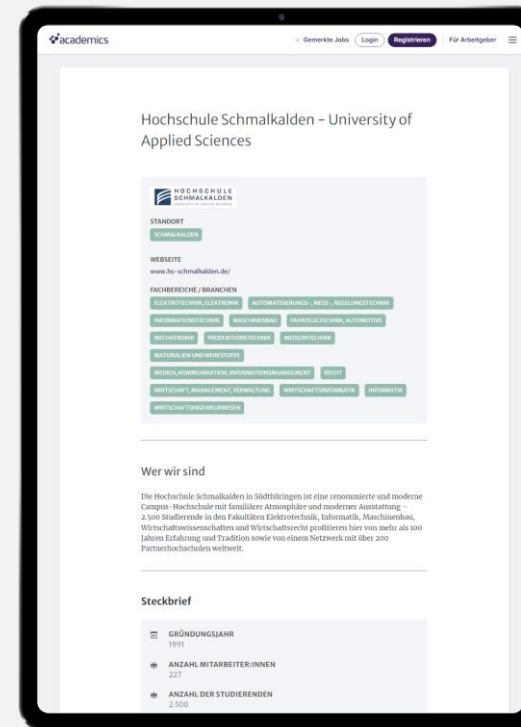 academics
Gemerkte Jobs Login Registrieren Für Arbeitgeber
Hochschule Schmalkalden – University of
Applied Sciences
HOCHSCHULE
SCHMALKALDEN
UNIVERSITY OF APPLIED SCIENCES
STANDORT
SCHMALKALDEN
WEBSEITE
www.hs-schmalkalden.de/
FACHBEREICHE / BRANCHEN
ELEKTROTECHNIK, ELEKTRONIK AUTOMATISIERUNGS-, MESS-, REGELUNGSTECHNIK
INFORMATIONSTECHNIK MASCHINENBAU FAHRZEUGTECHNIK, AUTOMOTIVE
MECHATRONIK PRODUKTIONSTECHNIK MEDIZINTECHNIK
MATERIALIEN UND WERKSTOFFE
MEDIEN, KOMMUNIKATION, INFORMATIONSMANAGEMENT RECHT
WIRTSCHAFT, MANAGEMENT, VERWALTUNG WIRTSCHAFTSINFORMATIK INFORMATIK
WIRTSCHAFTSINGENIEURWESEN
Wer wir sind
Die Hochschule Schmalkalden in Südthüringen ist eine renommierte und moderne
Campus-Hochschule mit familiärer Atmosphäre und moderner Ausstattung –
2.500 Studierende in den Fakultäten Elektrotechnik, Informatik, Maschinenbau,
Wirtschaftswissenschaften und Wirtschaftsrecht profitieren hier von mehr als 100
Jahren Erfahrung und Tradition sowie von einem Netzwerk mit über 200
Partnerhochschulen weltweit.
Steckbrief
GRÜNDUNGSJAHR
1991
ANZAHL MITARBEITER:INNEN
227
ANZAHL DER STUDIERENDEN
2.500